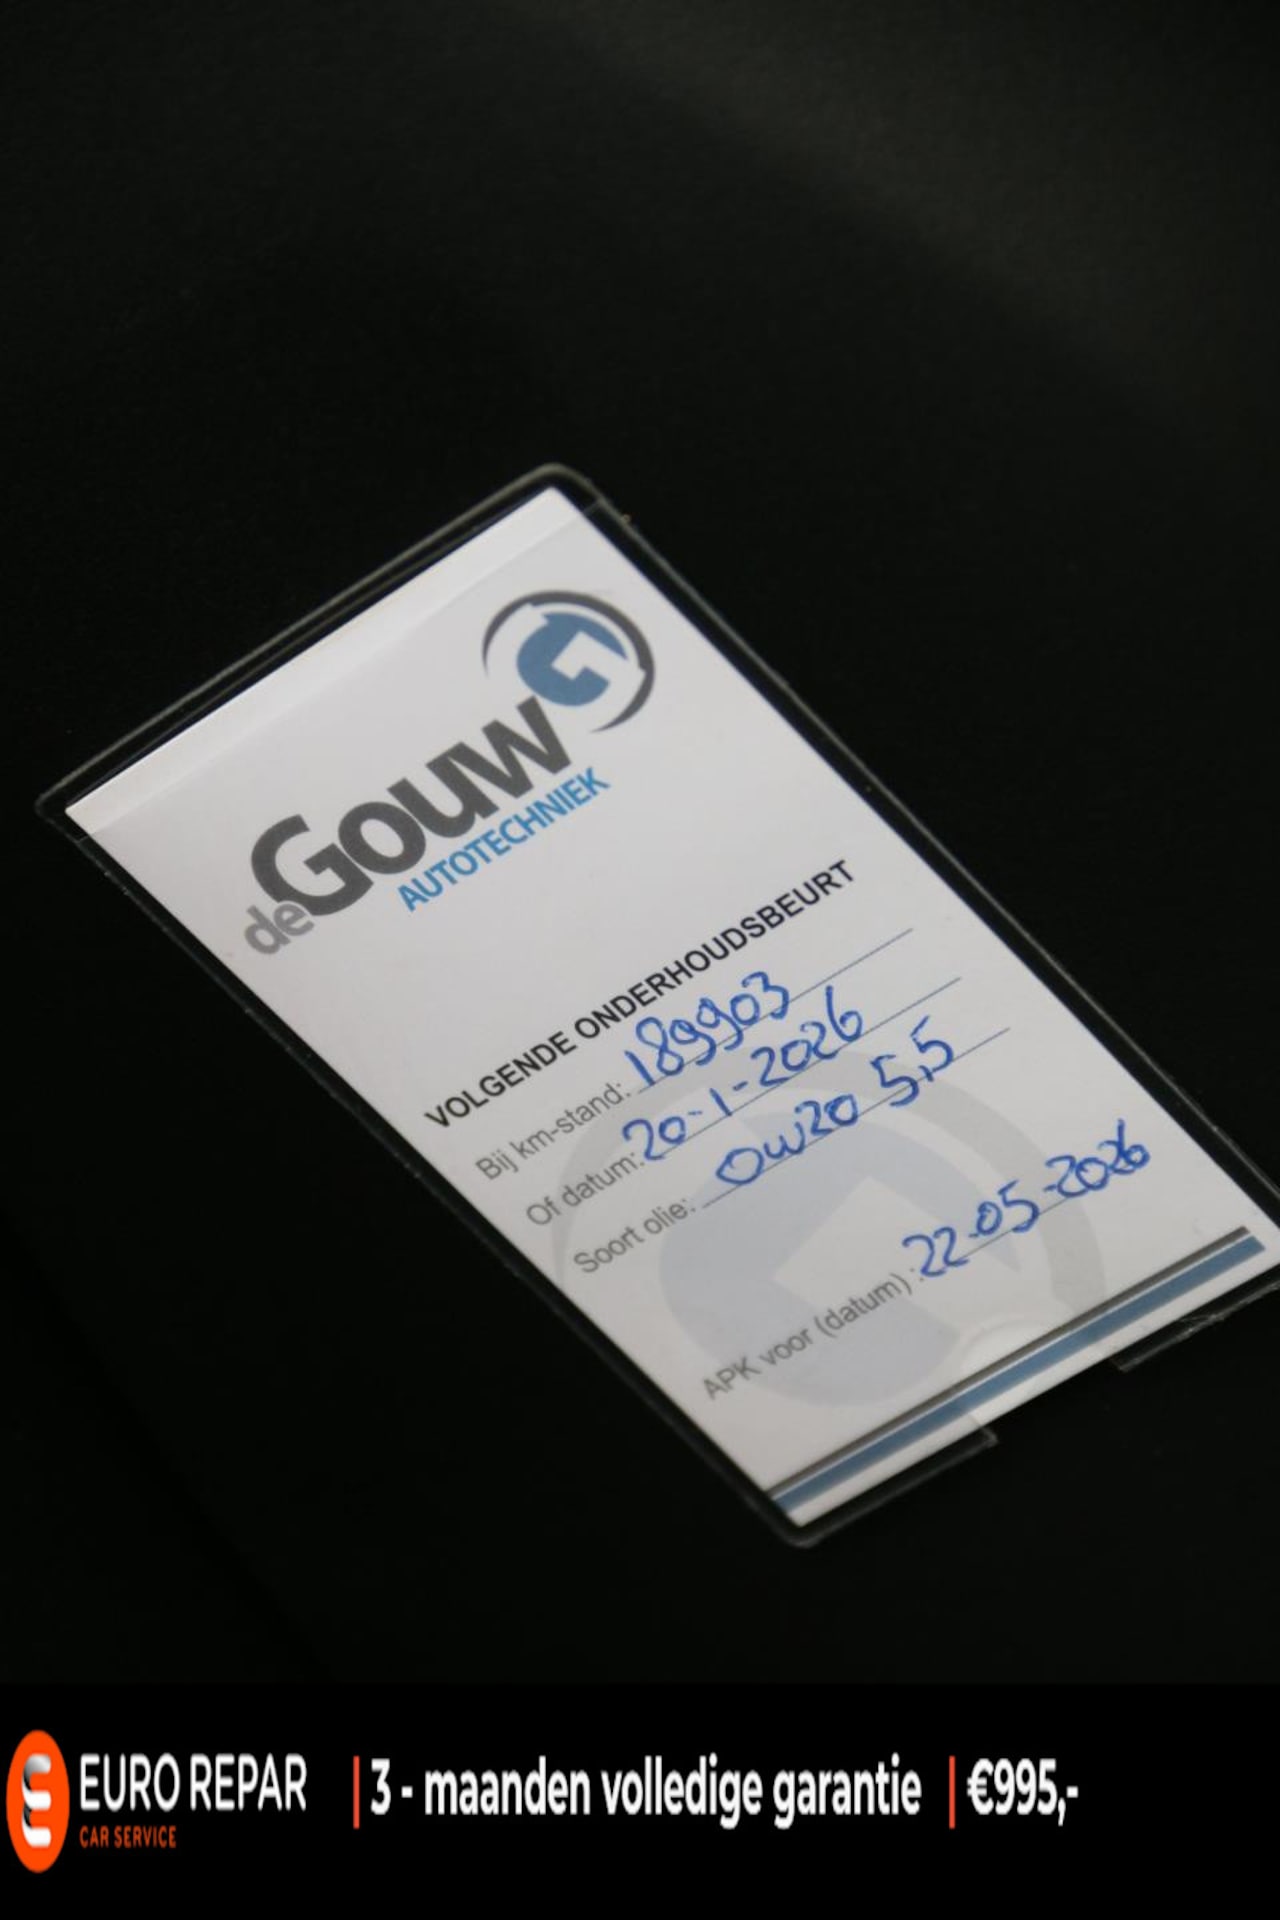 deGouw
AUTOTECHNIEK
VOLGENDE ONDERHOUDSBEURT
Bij km-stand: 189903
Of datum: 20-1-2026
Soort olie: 0W20 5,5
APK voor (datum): 22-05-2026
EURO REPAR
CAR SERVICE
3 - maanden volledige garantie
€995,-